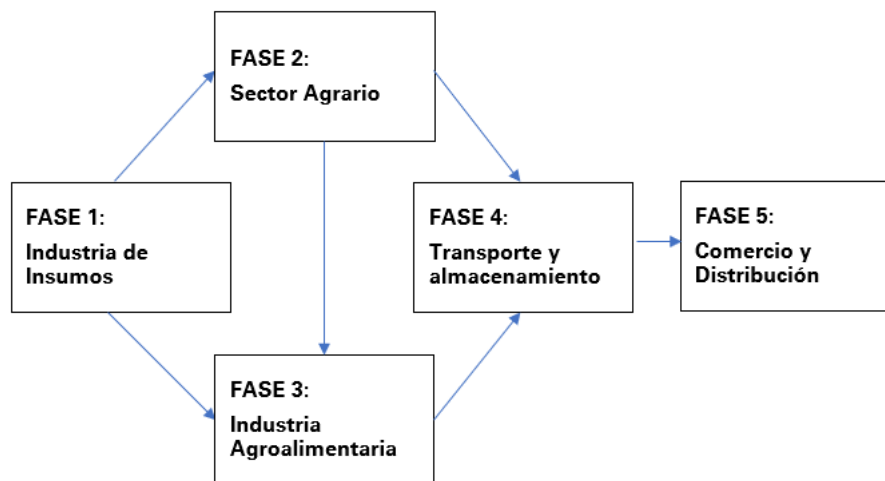 FASE 2:
Sector Agrario
FASE 1:
Industria de
Insumos
FASE 4:
Transporte y
almacenamiento
FASE 5:
Comercio y
Distribución
FASE 3:
Industria
Agroalimentaria